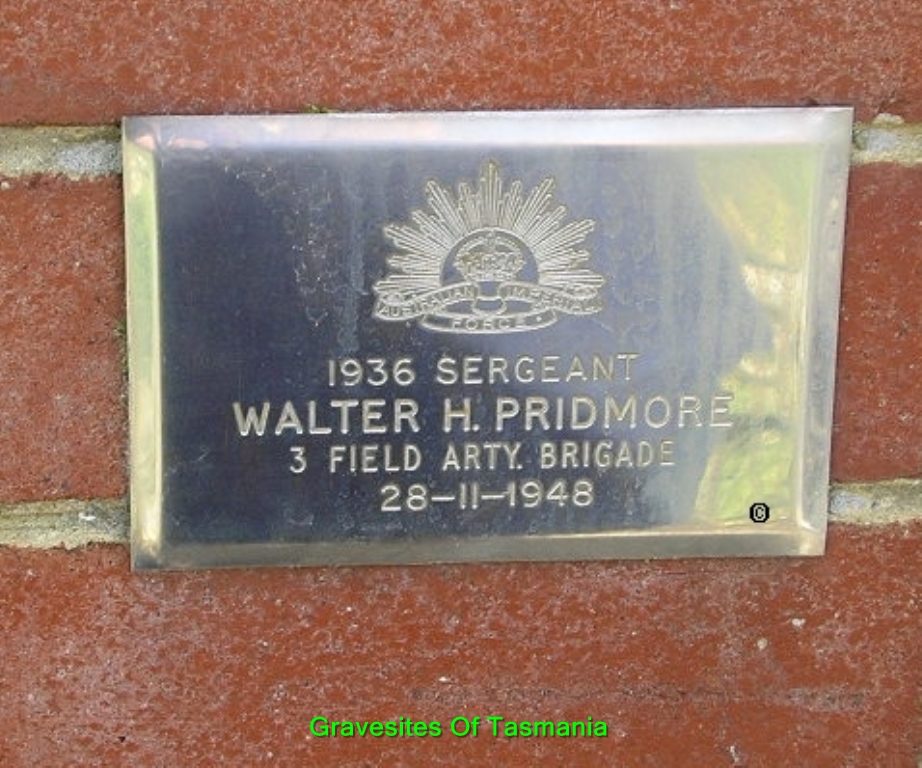 AUSTRALIAN IMPERIAL
FORCE
1936 SERGEANT
WALTER H. PRIDMORE
3 FIELD ARTY. BRIGADE
28-11-1948
©
Gravesites Of Tasmania